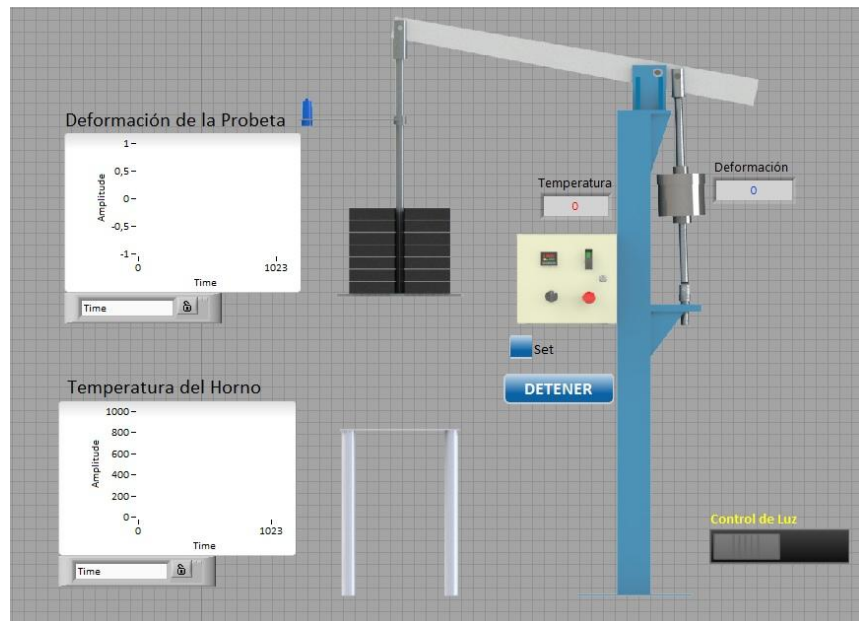 Deformación de la Probeta
1
0,5
0
-0,5
-1
Amplitude
0
1023
Time
Time
Temperatura
0
Deformación
0
Set
DETENER
Temperatura del Horno
1000
800
600
400
200
0
Amplitude
0
1023
Time
Time
Control de Luz